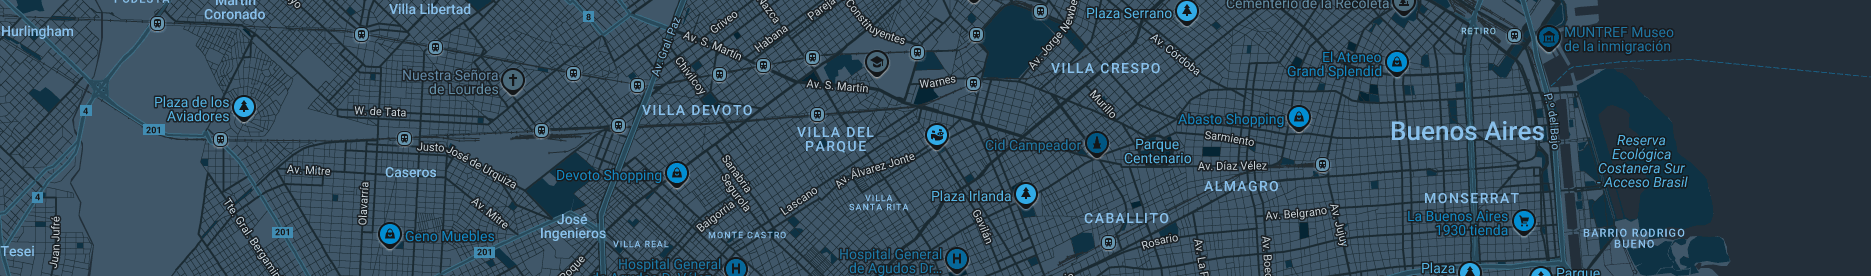 Martín
Coronado
Villa Libertad
Hurlingham
8
Av. Gral. Paz
Griveo
Nazca
Habana
Pareja
Constituyentes
Av. S. Martín
Chivilcoy
Nuestra Señora
de Lourdes
Plaza de los
Aviadores
4
201
W. de Tata
Av. S. Martín
Warnes
Av. Jorge Newbe
Plaza Serrano
Av. Córdoba
VILLA CRESPO
Murillo
Cementerio de la Recoleta
RETIRO
MUNTREF Museo
de la inmigración
El Ateneo
Grand Splendid
Abasto Shopping
Sarmiento
Buenos Aires
P.º del Bajo
Reserva
Ecológica
Costanera Sur
- Acceso Brasil
VILLA DEVOTO
VILLA DEL
PARQUE
Cid Campeador
Parque
Centenario
Av. Díaz Vélez
ALMAGRO
MONSERRAT
La Buenos Aires
1930 tienda
BARRIO RODRIGO
BUENO
Justo José de Urquiza
Av. Mitre
Caseros
Olavarría
Av. Mitre
Devoto Shopping
Sanabria
Segurola
Av. Álvarez Jonte
Lascano
Baigorria
VILLA
SANTA RITA
Plaza Irlanda
Gavilán
CABALLITO
Av. Belgrano
Av. Jujuy
Rosario
4
Tesei
Juan Jufré
Tte. Gral. Bergamini
201
Geno Muebles
201
José
Ingenieros
Roque
VILLA REAL
MONTE CASTRO
Hospital General
Hospital General
de Agudos Dr...
Av. La P
Av. Boed
Plaza
Parque